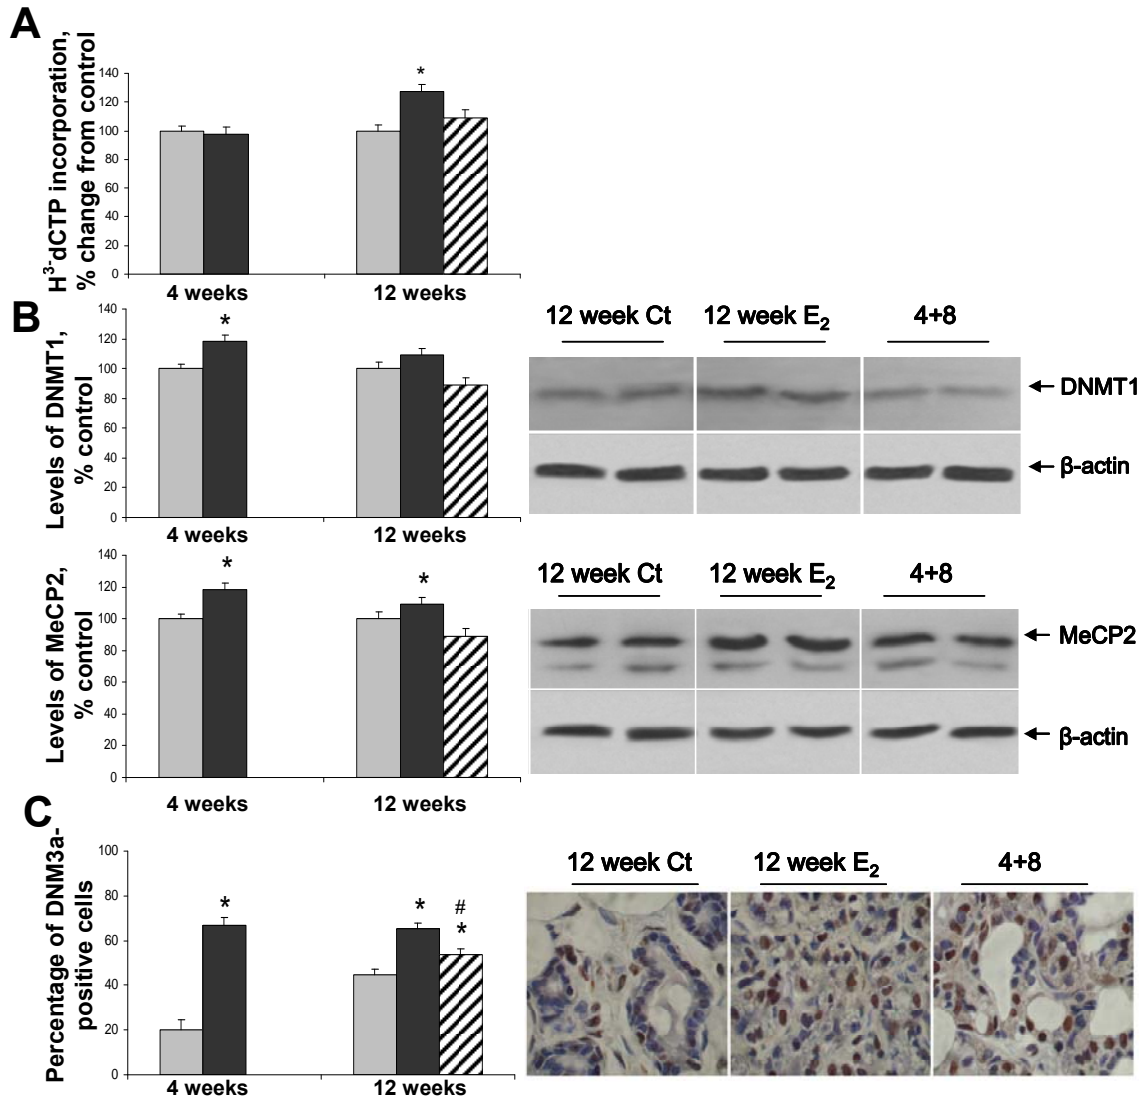 A
H³-dCTP incorporation,
% change from control
140
120
100
80
60
40
20
0
*
4 weeks
12 weeks
B
Levels of DNMT1,
% control
140
120
100
80
60
40
20
0
*
4 weeks
12 weeks
12 week Ct
12 week E₂
4+8
← DNMT1
← β-actin
Levels of MeCP2,
% control
140
120
100
80
60
40
20
0
*
*
4 weeks
12 weeks
12 week Ct
12 week E₂
4+8
← MeCP2
← β-actin
C
Percentage of DNM3a-
positive cells
100
80
60
40
20
0
*
*
#
*
4 weeks
12 weeks
12 week Ct
12 week E₂
4+8